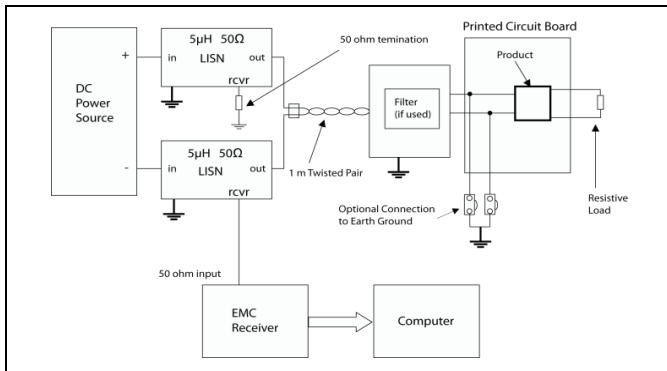 Printed Circuit Board
5µH 50Ω
LISN
in
out
rcvr
+
DC
Power
Source
-
50 ohm temination
Product
Filter
(if used)
5µH 50Ω
LISN
in
out
rcvr
1 m Twisted Pair
Optional Connection
to Earth Ground
Resistive
Load
50 ohm input
EMC
Receiver
Computer